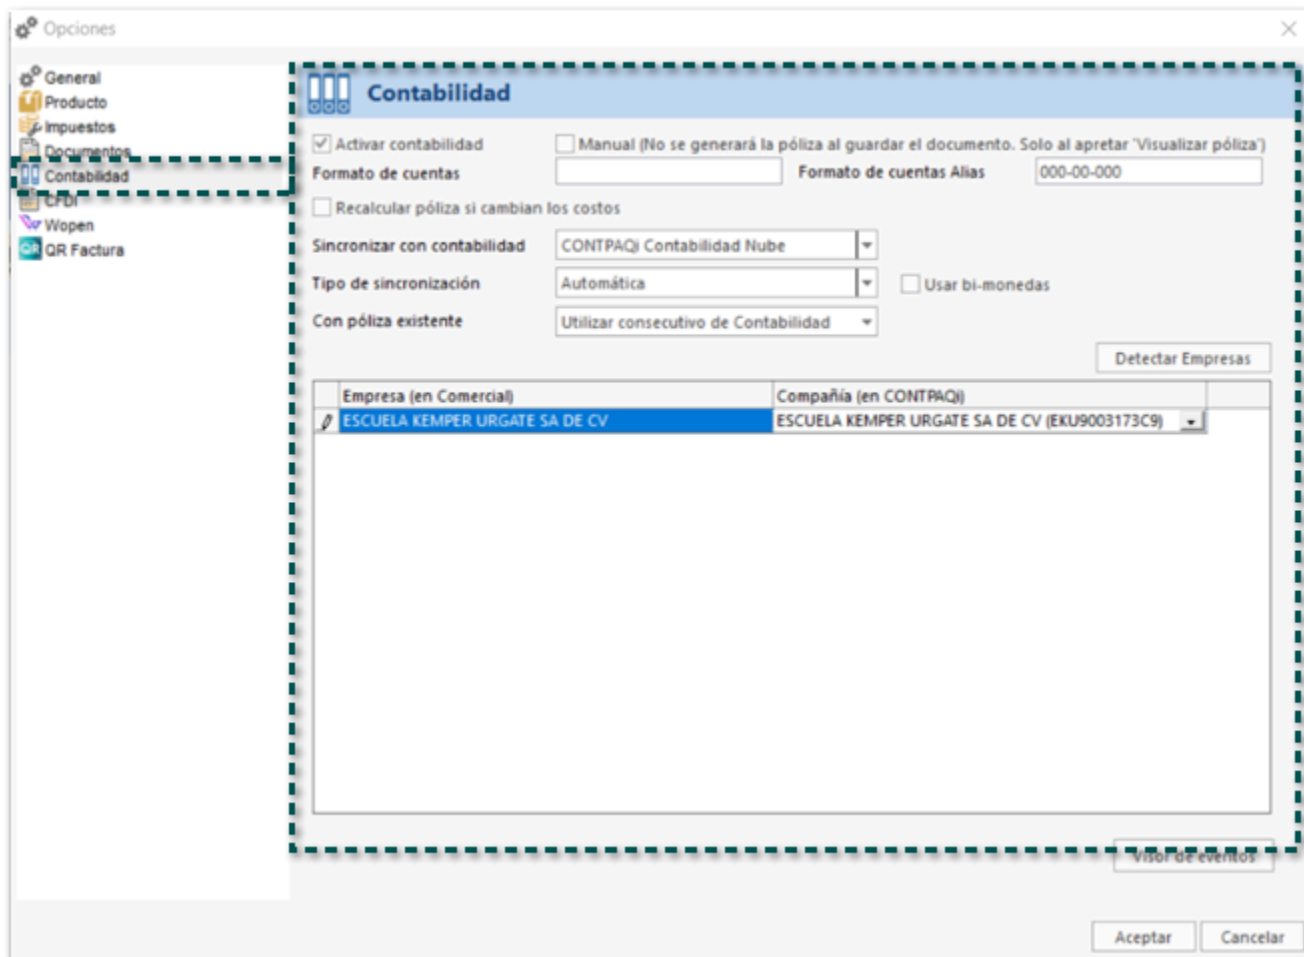 Opciones
General
Producto
Impuestos
Documentos
Contabilidad
CFDI
Wopen
QR QR Factura
Contabilidad
Activar contabilidad Manual (No se generará la póliza al guardar el documento. Solo al apretar 'Visualizar póliza')
Formato de cuentas Formato de cuentas Alias 000-00-000
Recalcular póliza si cambian los costos
Sincronizar con contabilidad CONTPAQi Contabilidad Nube
Tipo de sincronización Automática Usar bi-monedas
Con póliza existente Utilizar consecutivo de Contabilidad
Detectar Empresas
Empresa (en Comercial) Compañía (en CONTPAQi)
ESCUELA KEMPER URGATE SA DE CV ESCUELA KEMPER URGATE SA DE CV (EKU9003173C9)
Visor de eventos
Aceptar Cancelar